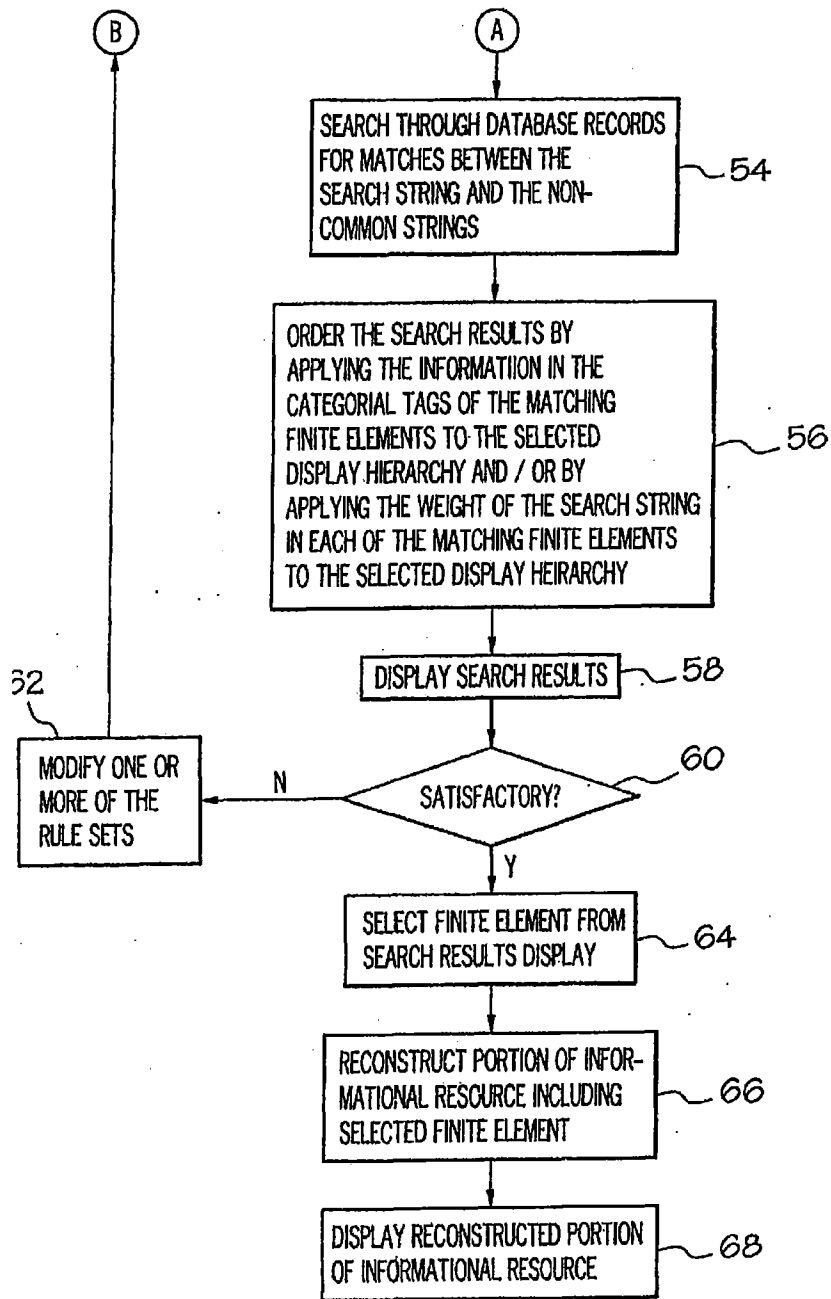 B
A
SEARCH THROUGH DATABASE RECORDS
FOR MATCHES BETWEEN THE
SEARCH STRING AND THE NON-
COMMON STRINGS
54
ORDER THE SEARCH RESULTS BY
APPLYING THE INFORMATIION IN THE
CATEGORIAL TAGS OF THE MATCHING
FINITE ELEMENTS TO THE SELECTED
DISPLAY HIERARCHY AND / OR BY
APPLYING THE WEIGHT OF THE SEARCH STRING
IN EACH OF THE MATCHING FINITE ELEMENTS
TO THE SELECTED DISPLAY HEIRARCHY
56
DISPLAY SEARCH RESULTS
58
62
MODIFY ONE OR
MORE OF THE
RULE SETS
N
SATISFACTORY?
60
Y
SELECT FINITE ELEMENT FROM
SEARCH RESULTS DISPLAY
64
RECONSTRUCT PORTION OF INFOR-
MATIONAL RESOURCE INCLUDING
SELECTED FINITE ELEMENT
66
DISPLAY RECONSTRUCTED PORTION
OF INFORMATIONAL RESOURCE
68